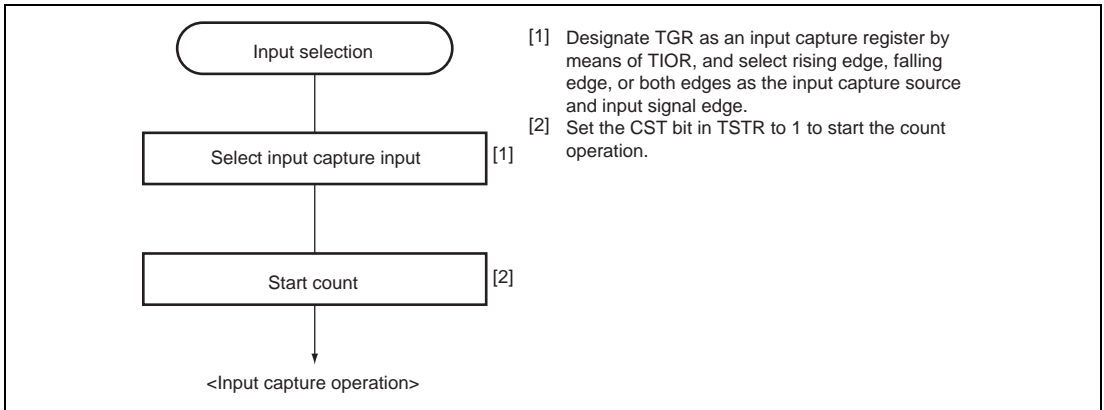 Input selection
Select input capture input
[1]
Start count
[2]
<Input capture operation>
[1] Designate TGR as an input capture register by
means of TIOR, and select rising edge, falling
edge, or both edges as the input capture source
and input signal edge.
[2] Set the CST bit in TSTR to 1 to start the count
operation.